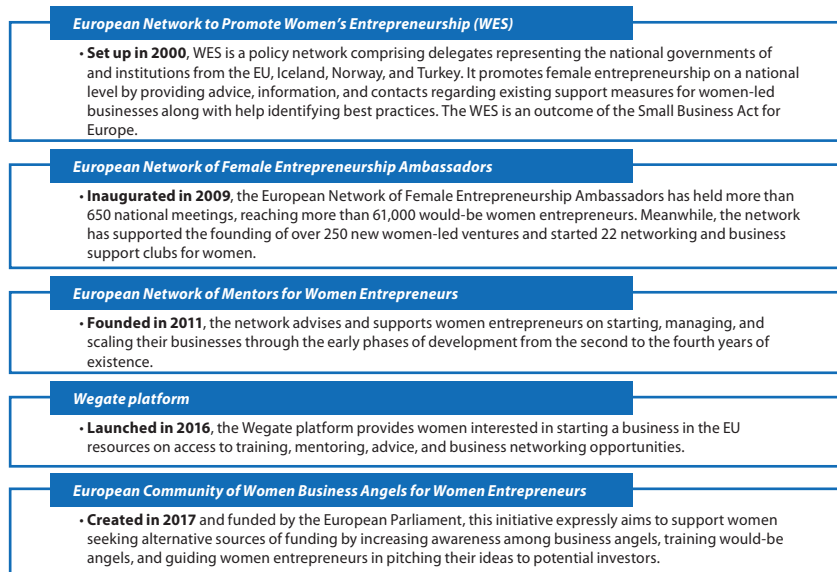 European Network to Promote Women's Entrepreneurship (WES)
• Set up in 2000, WES is a policy network comprising delegates representing the national governments of
and institutions from the EU, Iceland, Norway, and Turkey. It promotes female entrepreneurship on a national
level by providing advice, information, and contacts regarding existing support measures for women-led
businesses along with help identifying best practices. The WES is an outcome of the Small Business Act for
Europe.
European Network of Female Entrepreneurship Ambassadors
• Inaugurated in 2009, the European Network of Female Entrepreneurship Ambassadors has held more than
650 national meetings, reaching more than 61,000 would-be women entrepreneurs. Meanwhile, the network
has supported the founding of over 250 new women-led ventures and started 22 networking and business
support clubs for women.
European Network of Mentors for Women Entrepreneurs
• Founded in 2011, the network advises and supports women entrepreneurs on starting, managing, and
scaling their businesses through the early phases of development from the second to the fourth years of
existence.
Wegate platform
• Launched in 2016, the Wegate platform provides women interested in starting a business in the EU
resources on access to training, mentoring, advice, and business networking opportunities.
European Community of Women Business Angels for Women Entrepreneurs
• Created in 2017 and funded by the European Parliament, this initiative expressly aims to support women
seeking alternative sources of funding by increasing awareness among business angels, training would-be
angels, and guiding women entrepreneurs in pitching their ideas to potential investors.